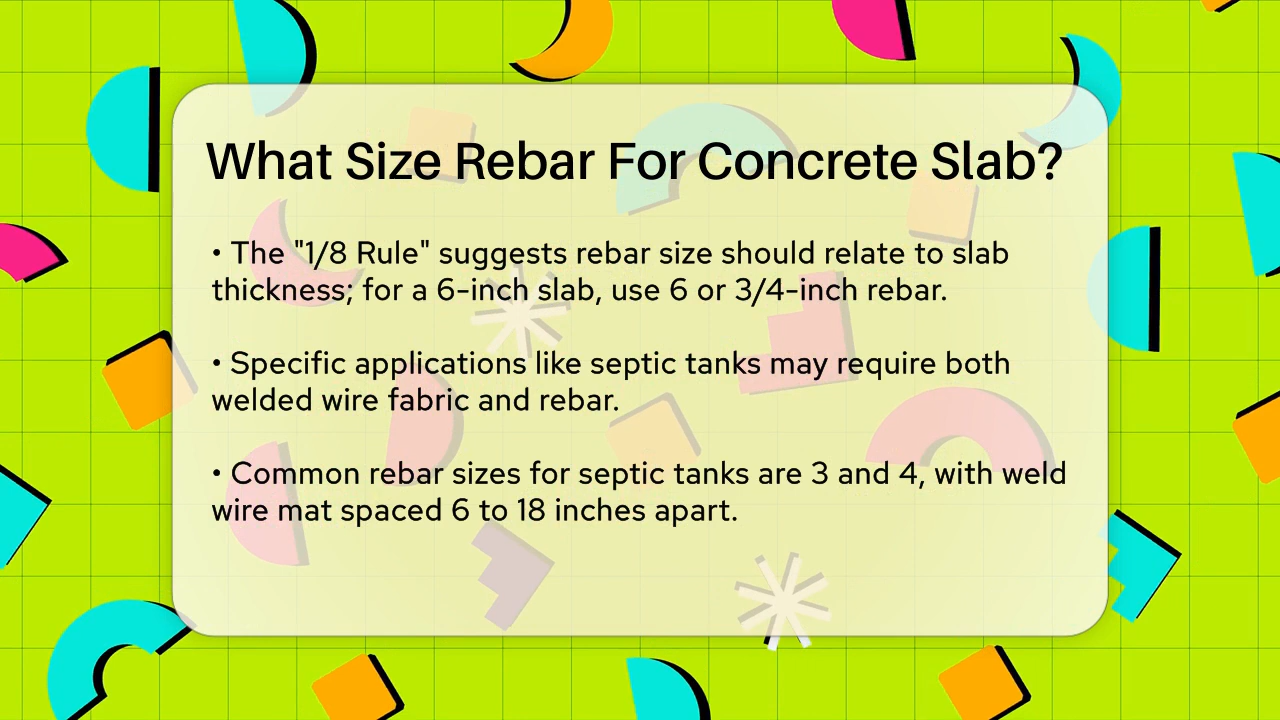 What Size Rebar For Concrete Slab?
• The "1/8 Rule" suggests rebar size should relate to slab
thickness; for a 6-inch slab, use 6 or 3/4-inch rebar.
• Specific applications like septic tanks may require both
welded wire fabric and rebar.
• Common rebar sizes for septic tanks are 3 and 4, with weld
wire mat spaced 6 to 18 inches apart.